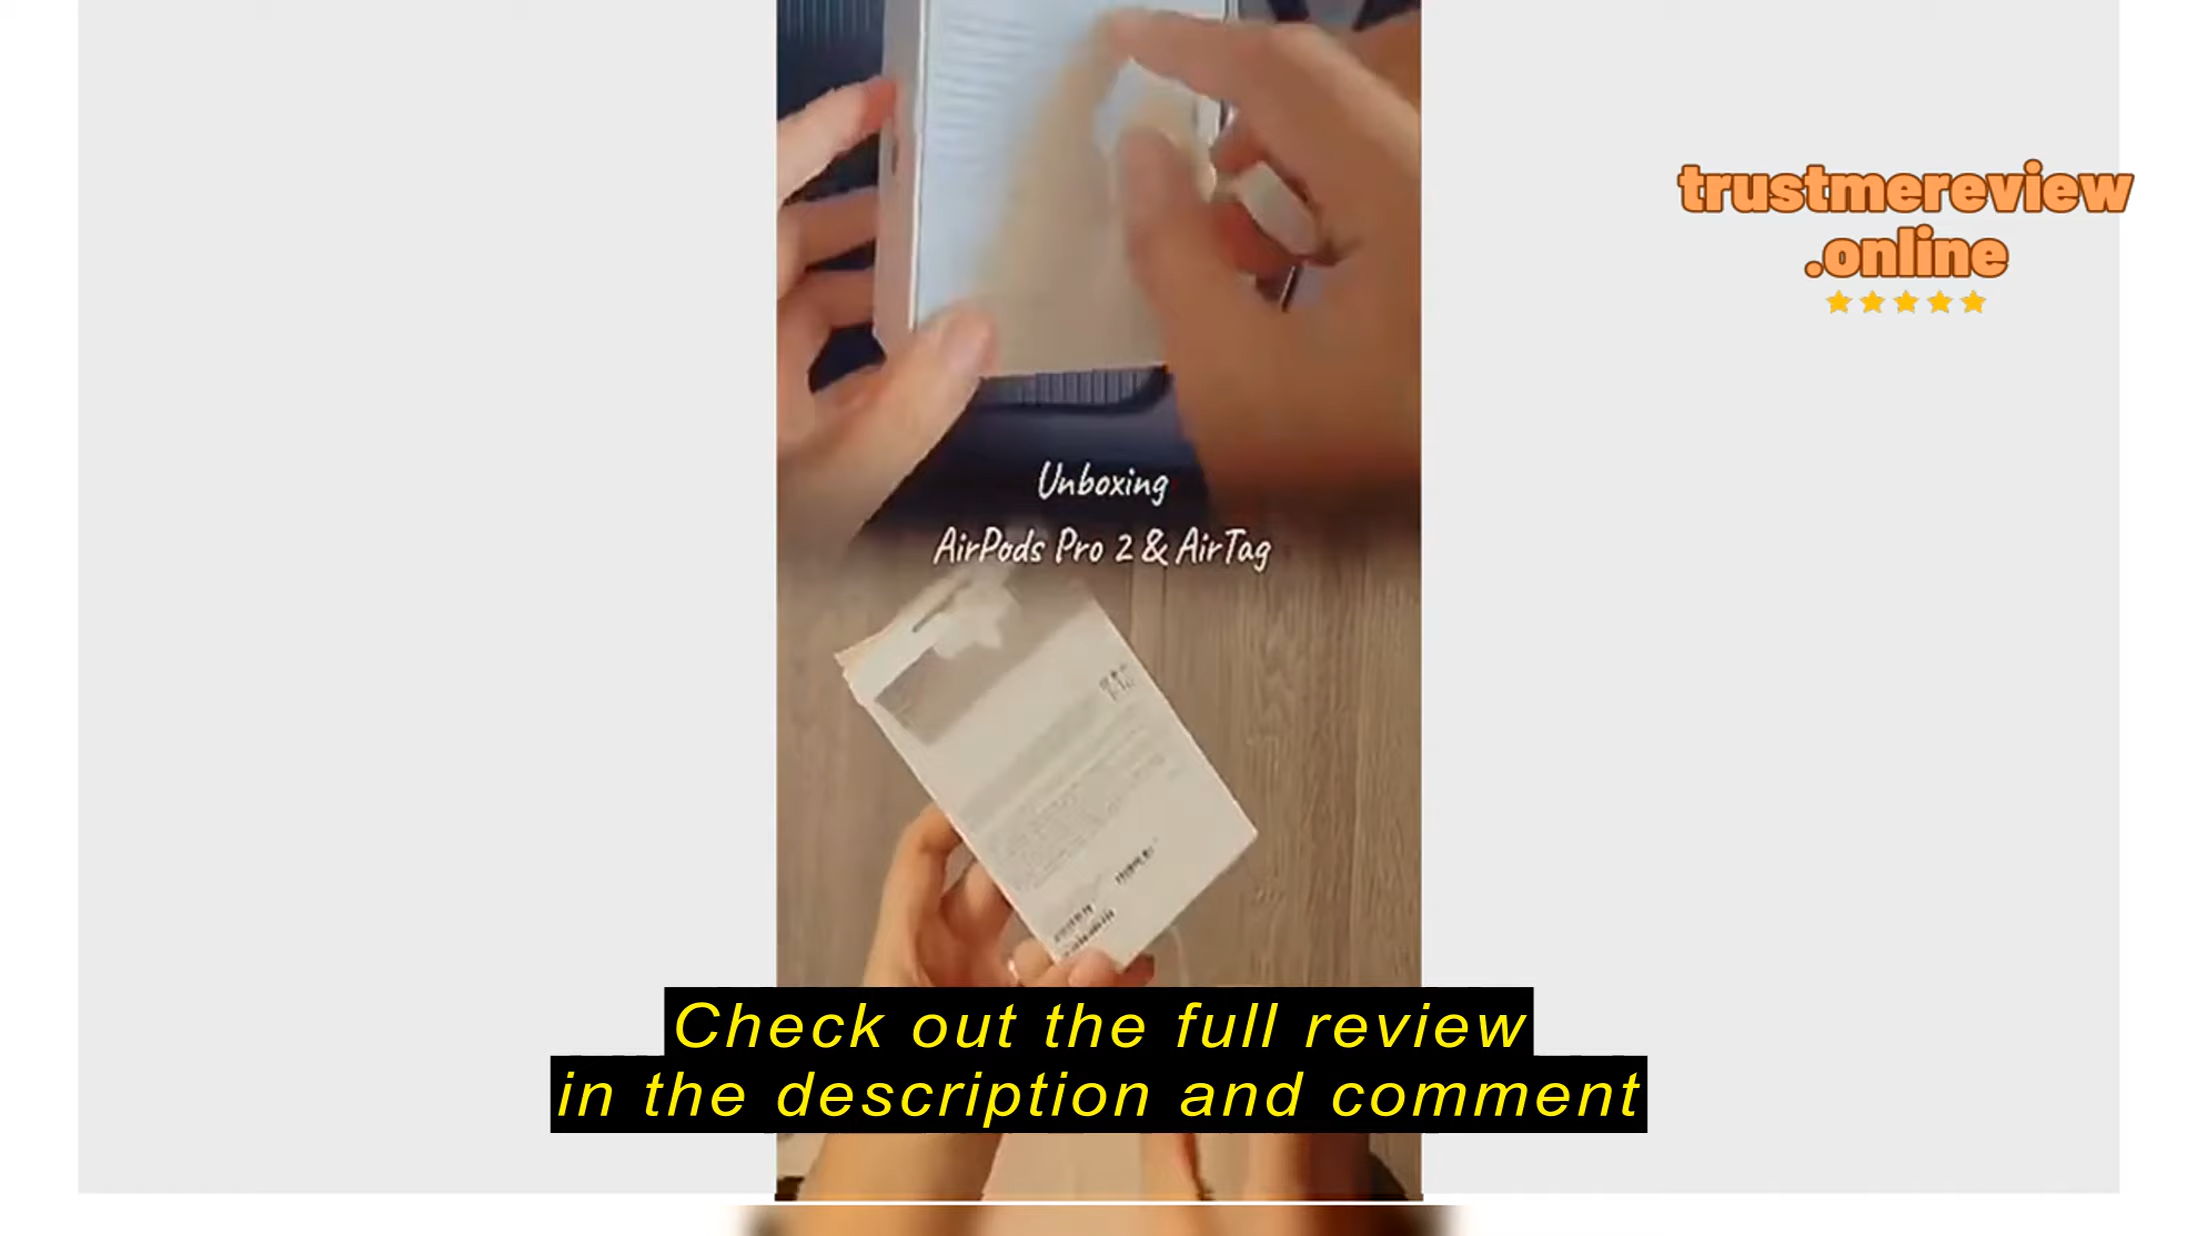 trustmereview
.online
Unboxing
AirPods Pro 2 & AirTag
Check out the full review
in the description and comment